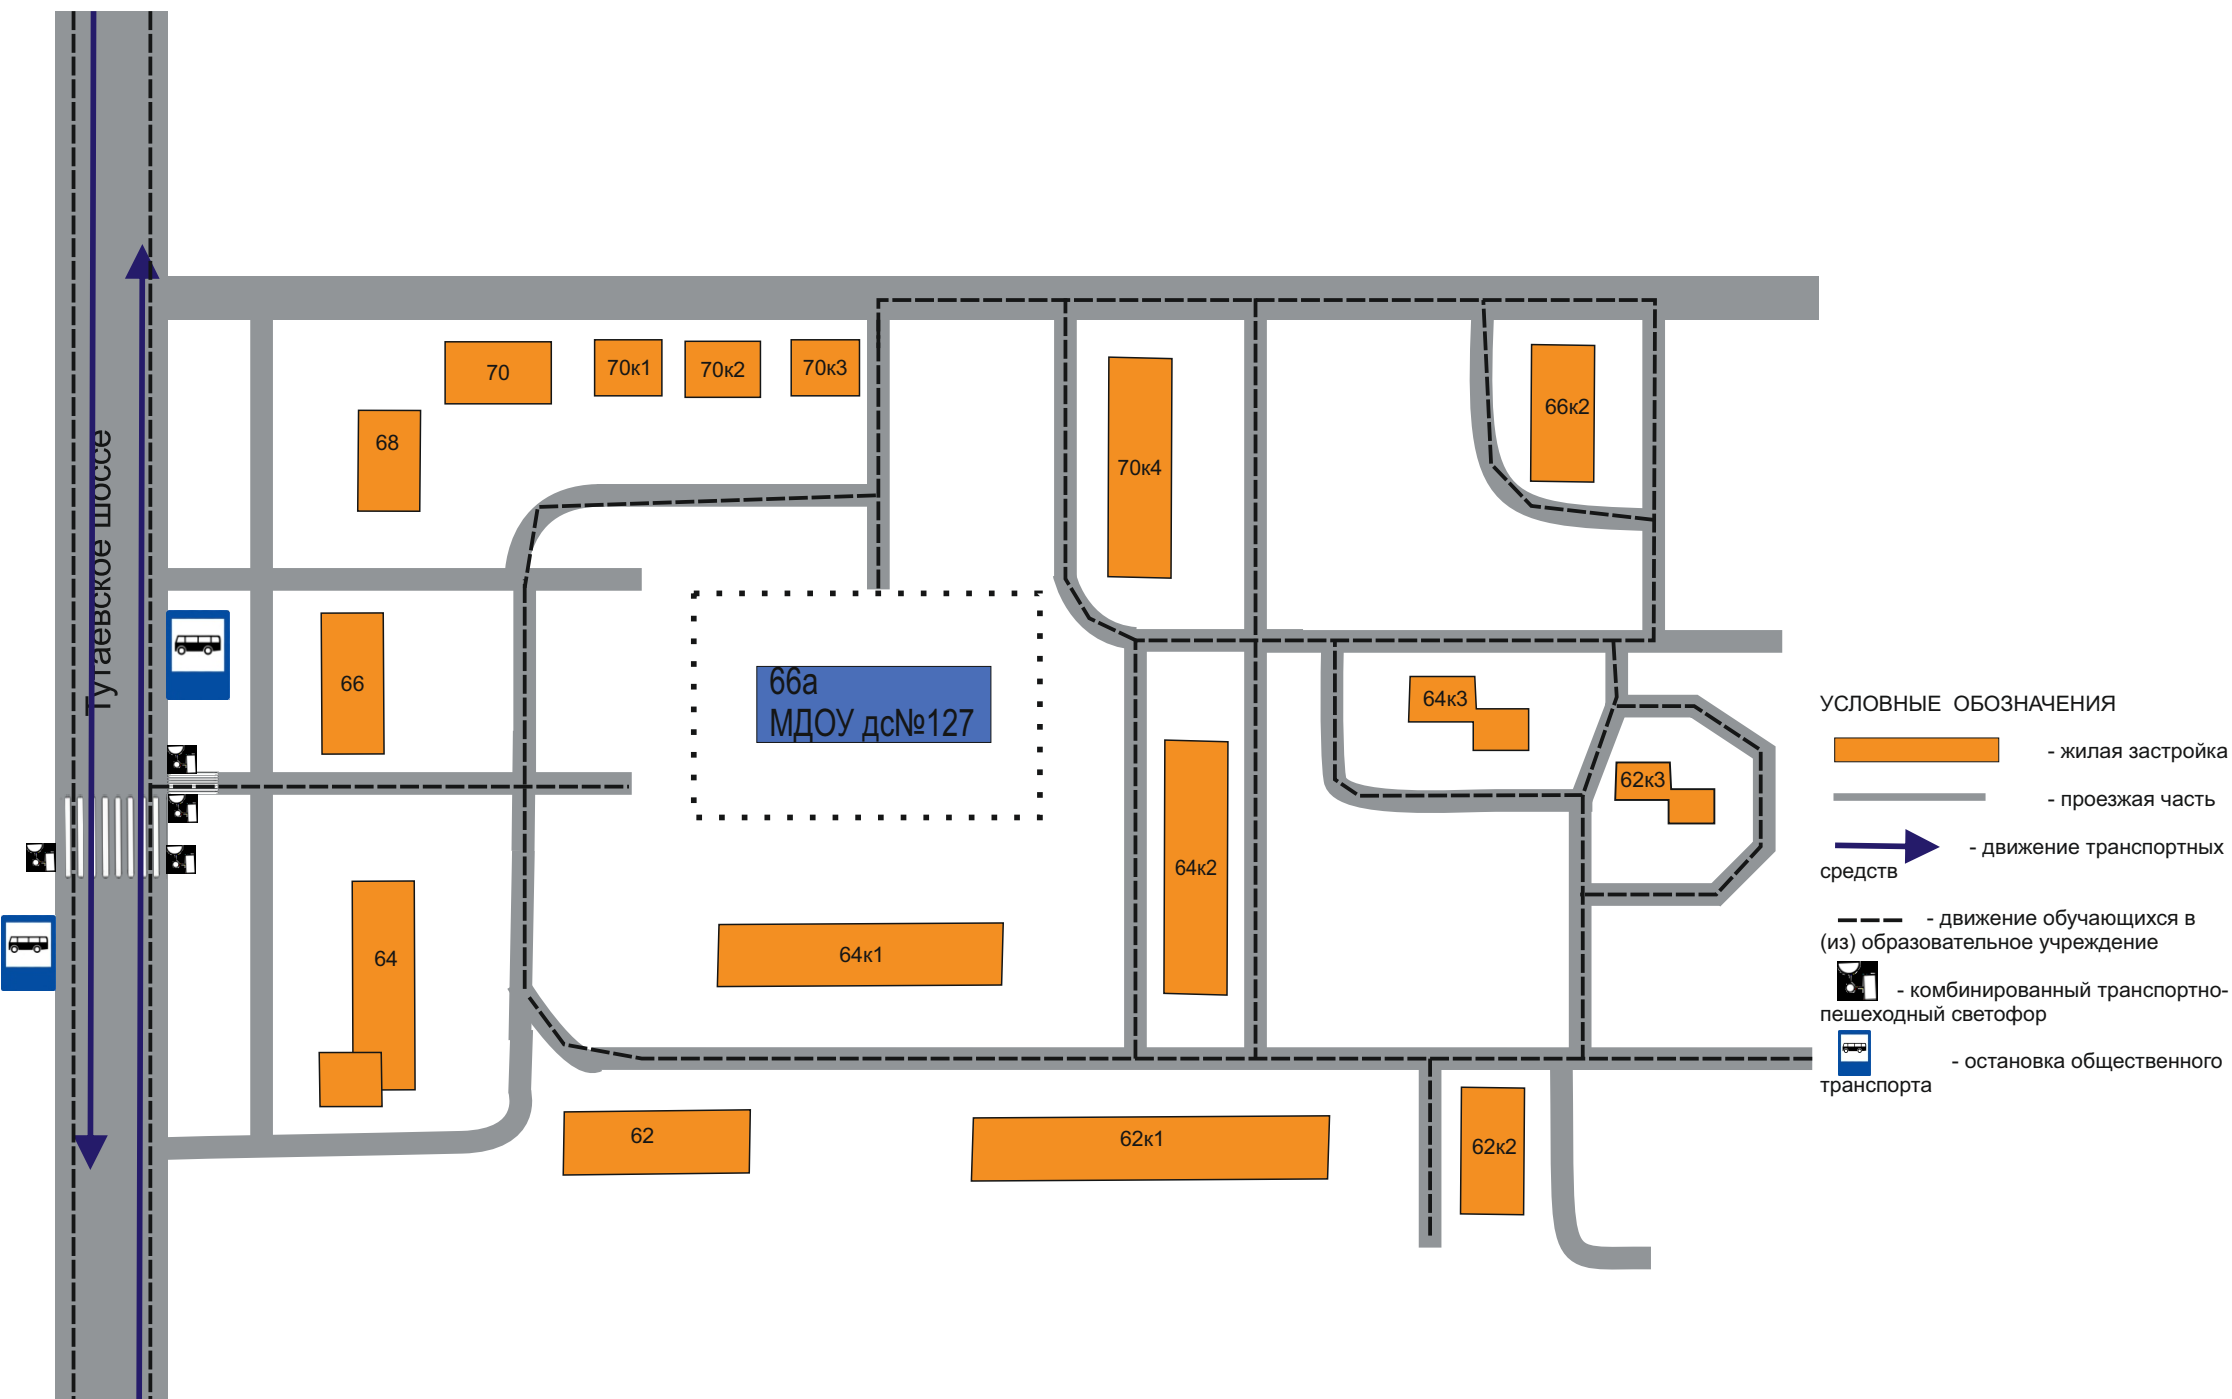 Тутаевское шоссе
70
70к1
70к2
70к3
68
70к4
66к2
66
66а
МДОУ дс№127
64к3
62к3
64к2
64к1
64
62
62к1
62к2
УСЛОВНЫЕ ОБОЗНАЧЕНИЯ
- жилая застройка
- проезжая часть
- движение транспортных
средств
- движение обучающихся в
(из) образовательное учреждение
- комбинированный транспортно-
пешеходный светофор
- остановка общественного
транспорта